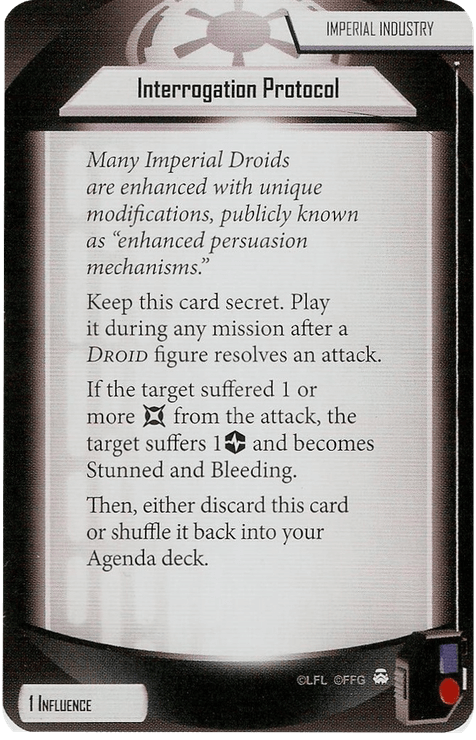 IMPERIAL INDUSTRY
Interrogation Protocol
Many Imperial Droids
are enhanced with unique
modifications, publicly known
as “enhanced persuasion
mechanisms.”
Keep this card secret. Play
it during any mission after a
DROID figure resolves an attack.
If the target suffered 1 or
more from the attack, the
target suffers 1 and becomes
Stunned and Bleeding.
Then, either discard this card
or shuffle it back into your
Agenda deck.
©LFL ©FFG
1 INFLUENCE